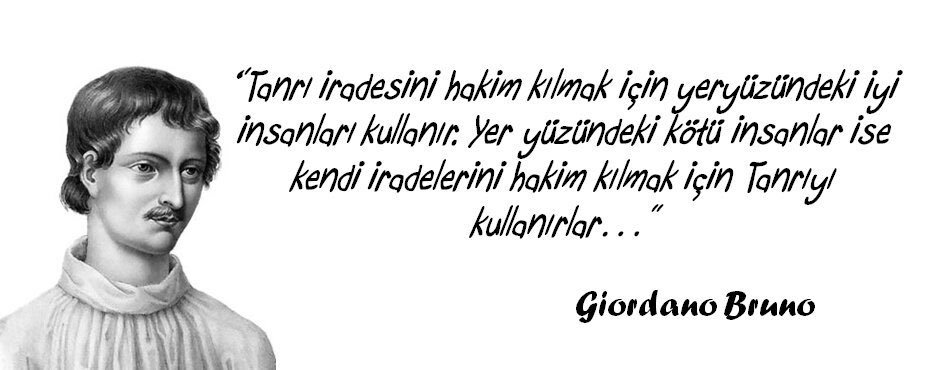 “Tanrı iradesini hakim kılmak için yeryüzündeki iyi
insanları kullanır. Yer yüzündeki kötü insanlar ise
kendi iradelerini hakim kılmak için Tanrıyı
kullanırlar...”
Giordano Bruno